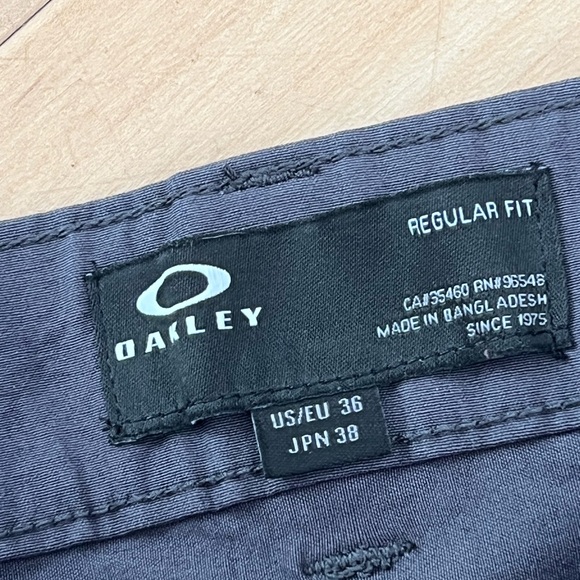 REGULAR FIT
OAKLEY
CA#35460 RN#96548
MADE IN BANGLADESH
SINCE 1975
US/EU 36
JPN 38